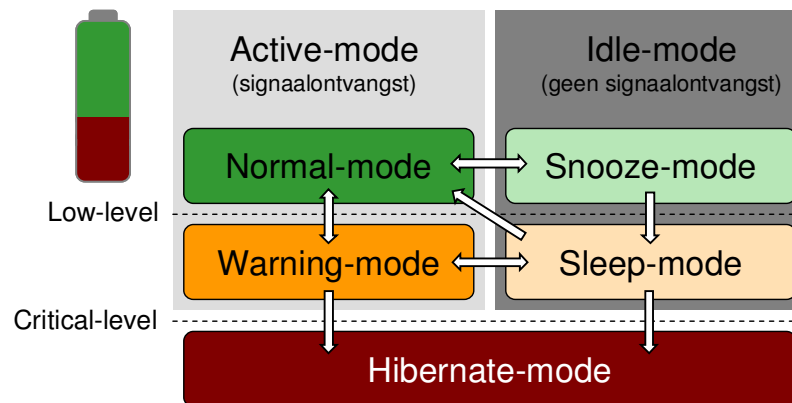 Active-mode
(signaalontvangst)
Idle-mode
(geen signaalontvangst)
Normal-mode
Snooze-mode
Low-level
Warning-mode
Sleep-mode
Critical-level
Hibernate-mode